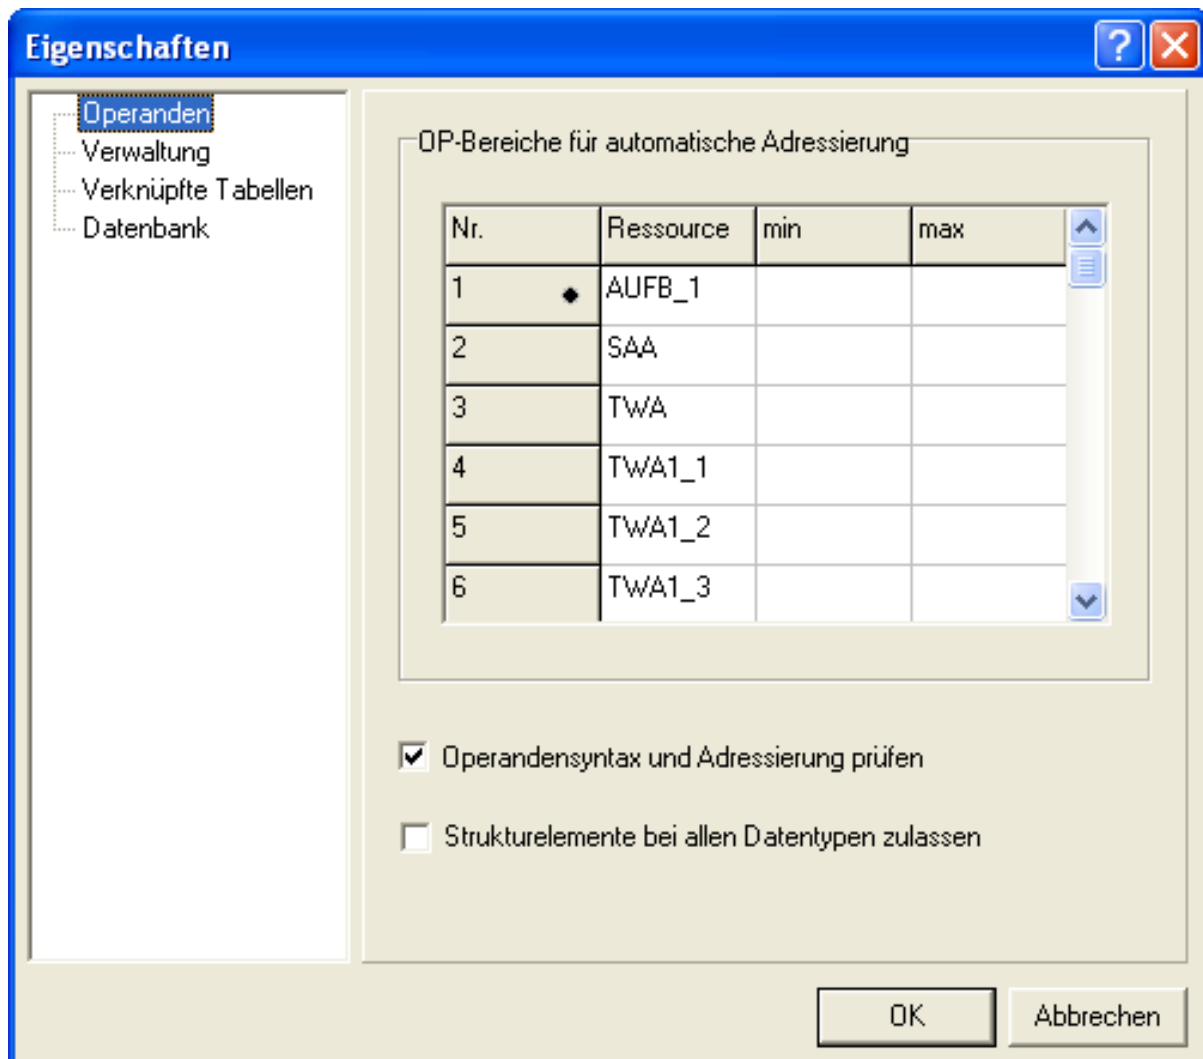 Eigenschaften
Operanden
Verwaltung
Verknüpfte Tabellen
Datenbank
OP-Bereiche für automatische Adressierung
Nr. Ressource min max
1 AUFB_1
2 SAA
3 TWA
4 TWA1_1
5 TWA1_2
6 TWA1_3
Operandensyntax und Adressierung prüfen
Strukturelemente bei allen Datentypen zulassen
OK Abbrechen